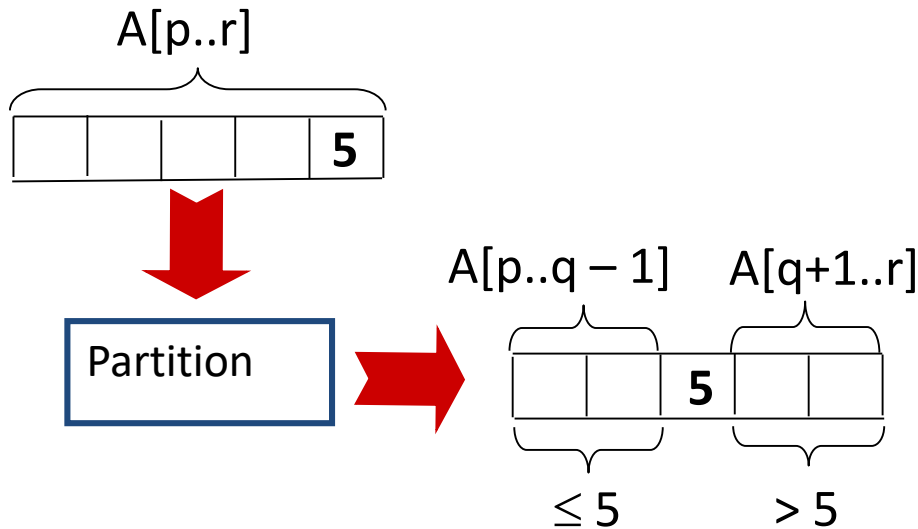 A[p..r]
5
Partition
A[p..q – 1] A[q+1..r]
5
≤ 5 > 5